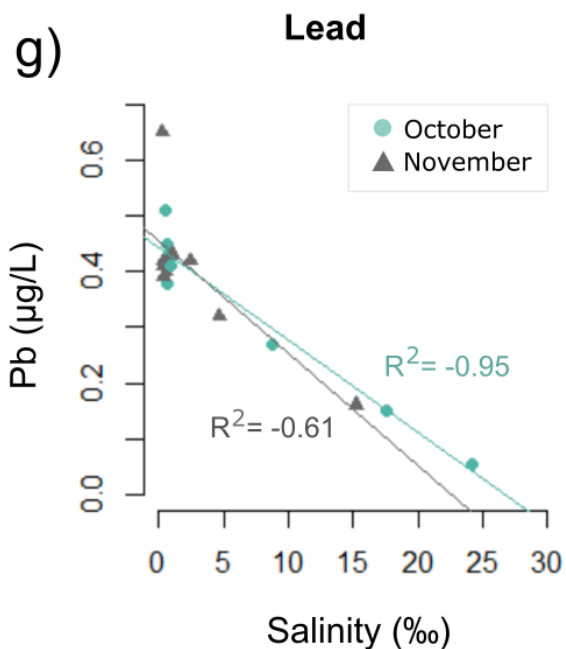 Lead
g)
October
November
Pb (µg/L)
0.6
0.4
0.2
0.0
R²= -0.95
R²= -0.61
0 5 10 15 20 25 30
Salinity (‰)